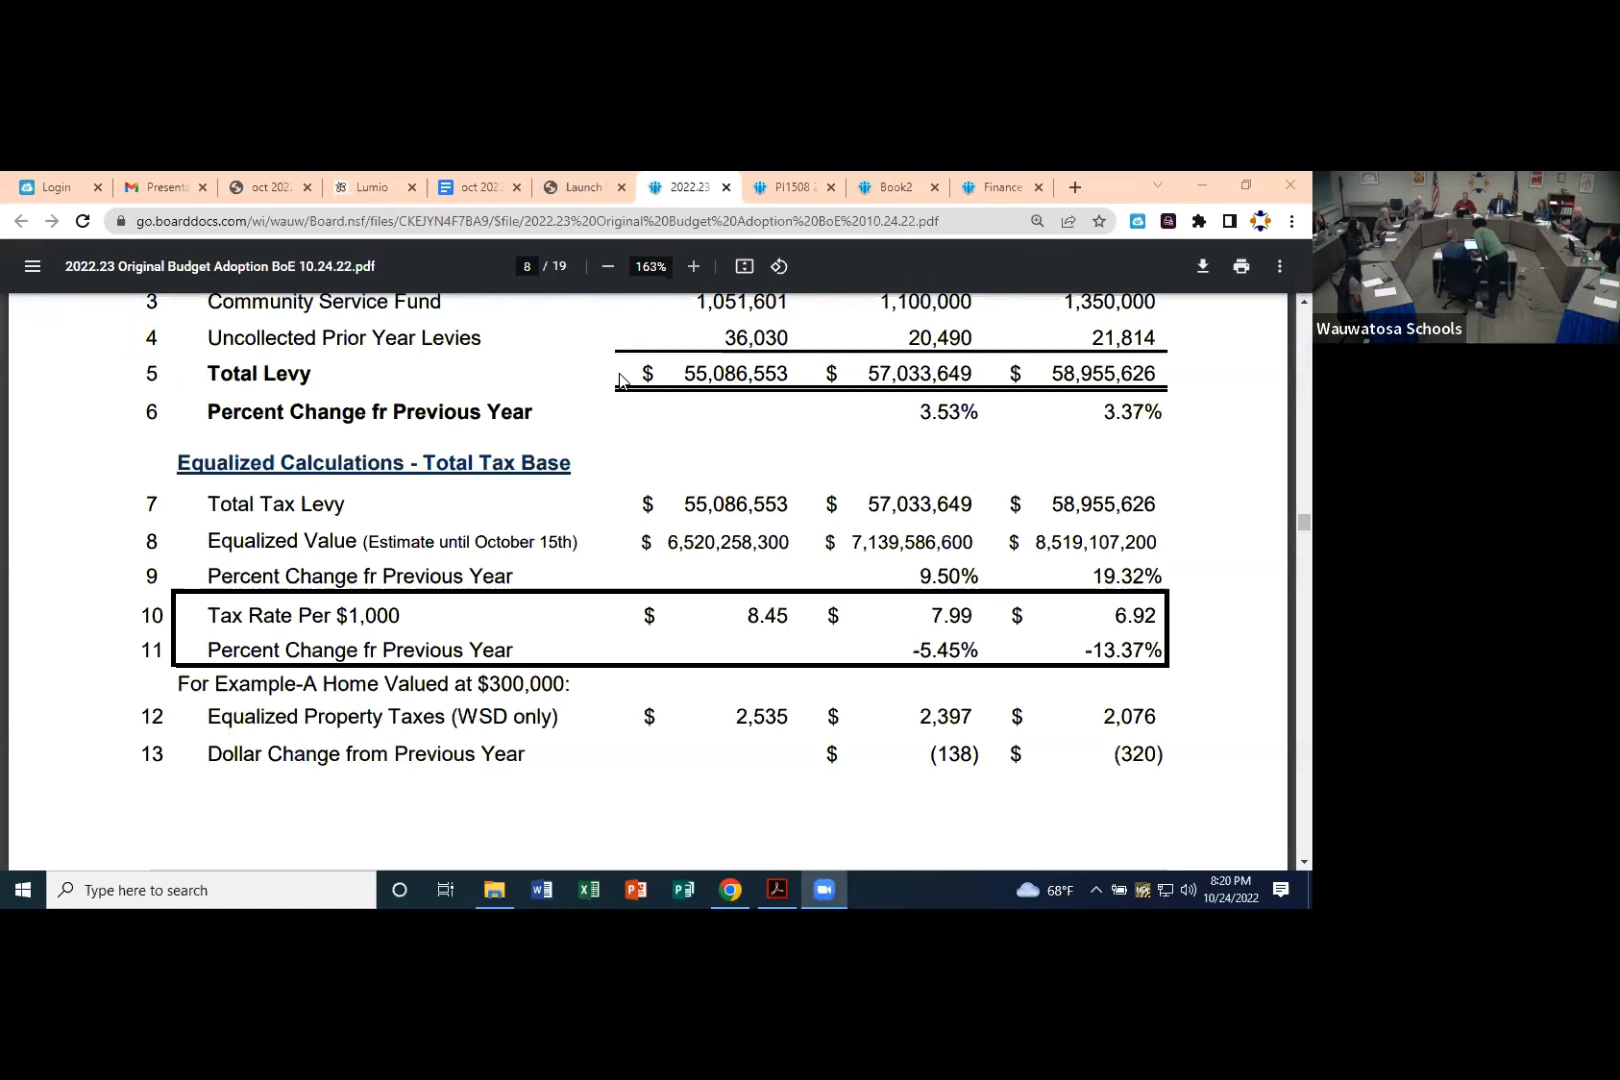 Login
Presenta
oct 202
Lumio
oct 202
Launch
2022.23
PI1508 2
Book2
Finance
go.boarddocs.com/wi/wauw/Board.nsf/files/CKEJYN4F7BA9/$file/2022.23%20Original%20Budget%20Adoption%20BoE%2010.24.22.pdf
2022.23 Original Budget Adoption BoE 10.24.22.pdf
8 / 19
163%
Wauwatosa Schools
3 Community Service Fund 1,051,601 1,100,000 1,350,000
4 Uncollected Prior Year Levies 36,030 20,490 21,814
5 Total Levy $ 55,086,553 $ 57,033,649 $ 58,955,626
6 Percent Change fr Previous Year 3.53% 3.37%
Equalized Calculations - Total Tax Base
7 Total Tax Levy $ 55,086,553 $ 57,033,649 $ 58,955,626
8 Equalized Value (Estimate until October 15th) $ 6,520,258,300 $ 7,139,586,600 $ 8,519,107,200
9 Percent Change fr Previous Year 9.50% 19.32%
10 Tax Rate Per $1,000 $ 8.45 $ 7.99 $ 6.92
11 Percent Change fr Previous Year -5.45% -13.37%
For Example-A Home Valued at $300,000:
12 Equalized Property Taxes (WSD only) $ 2,535 $ 2,397 $ 2,076
13 Dollar Change from Previous Year $ (138) $ (320)
Type here to search
68°F
8:20 PM
10/24/2022